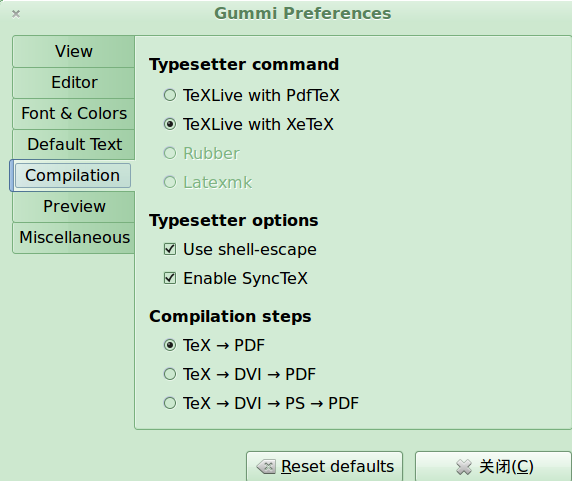 Gummi Preferences
View
Editor
Font & Colors
Default Text
Compilation
Preview
Miscellaneous
Typesetter command
TeXLive with PdfTeX
TeXLive with XeTeX
Rubber
Latexmk
Typesetter options
Use shell-escape
Enable SyncTeX
Compilation steps
TeX → PDF
TeX → DVI → PDF
TeX → DVI → PS → PDF
Reset defaults
关闭(C)